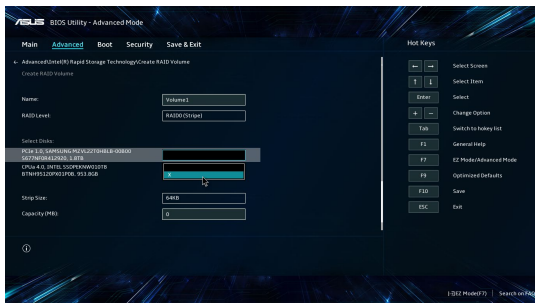 ASUS BIOS Utility - Advanced Mode
Main Advanced Boot Security Save & Exit
Hot Keys
← Advanced\Intel(R) Rapid Storage Technology\Create RAID Volume
Create RAID Volume
Name: Volume1
RAID Level: RAID0 (Stripe)
Select Disks:
PCIe 1.0, SAMSUNG MZVL22T0HBLB-00B00
S677NF0R412920, 1.8TB
CPUa 4.0, INTEL SSDPEKNW010TB
BTNH95120PX01P0B, 953.8GB
X
Strip Size: 64KB
Capacity (MB): 0
← → Select Screen
↑ ↓ Select Item
Enter Select
+ - Change Option
Tab Switch to hokey list
F1 General Help
F7 EZ Mode/Advanced Mode
F9 Optimized Defaults
F10 Save
ESC Exit
EZ Mode(F7) | Search on FAQ